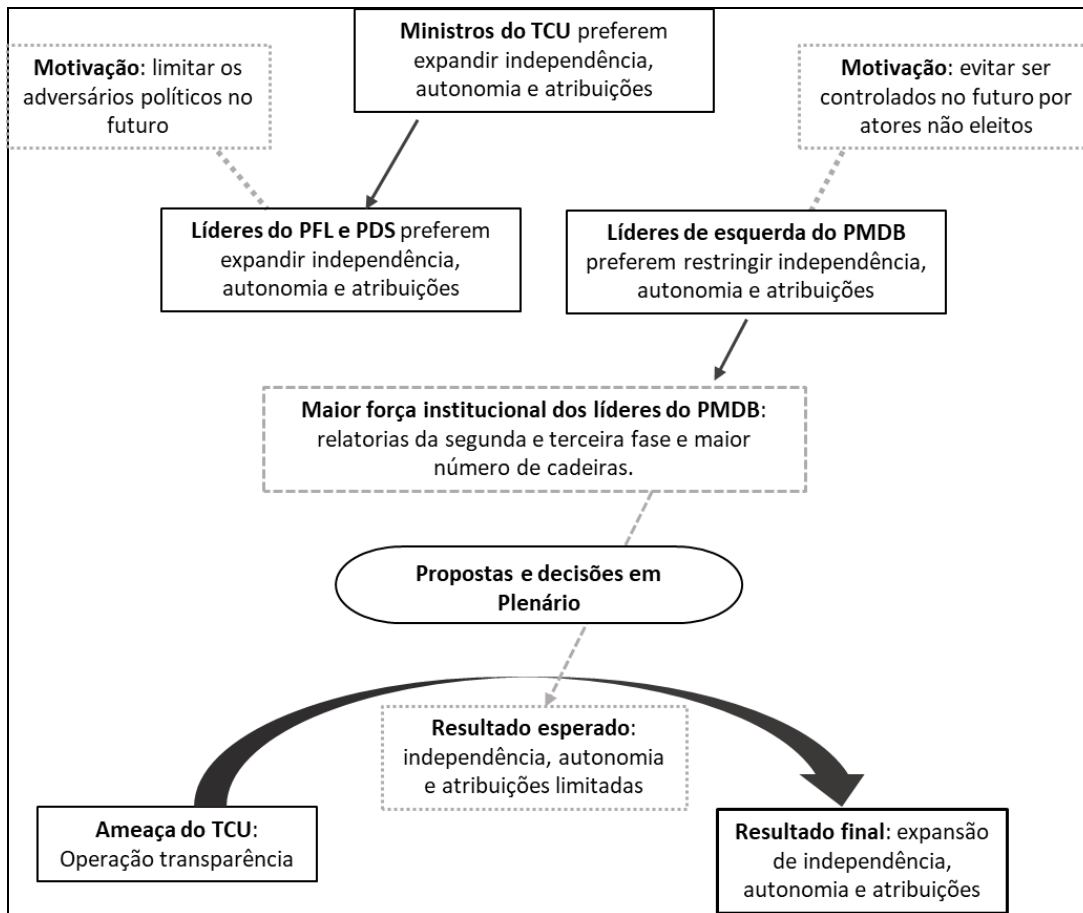 Ministros do TCU preferem
expandir independência,
autonomia e atribuições
Motivação: limitar os
adversários políticos no
futuro
Motivação: evitar ser
controlados no futuro por
atores não eleitos
Líderes do PFL e PDS preferem
expandir independência,
autonomia e atribuições
Líderes de esquerda do PMDB
preferem restringir independência,
autonomia e atribuições
Maior força institucional dos líderes do PMDB:
relatorias da segunda e terceira fase e maior
número de cadeiras.
Propostas e decisões em
Plenário
Resultado esperado:
independência, autonomia
e atribuições limitadas
Ameaça do TCU:
Operação transparência
Resultado final: expansão
de independência,
autonomia e atribuições